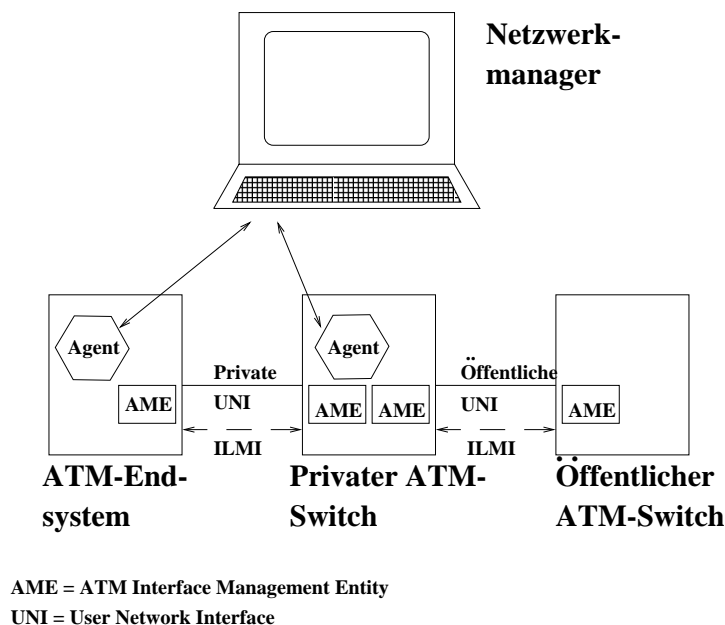 Netzwerk-
manager
Agent
Agent
Private
Öffentliche
AME
UNI
AME
AME
UNI
AME
ILMI
ILMI
ATM-End-
system
Privater ATM-
Switch
Öffentlicher
ATM-Switch
AME = ATM Interface Management Entity
UNI = User Network Interface